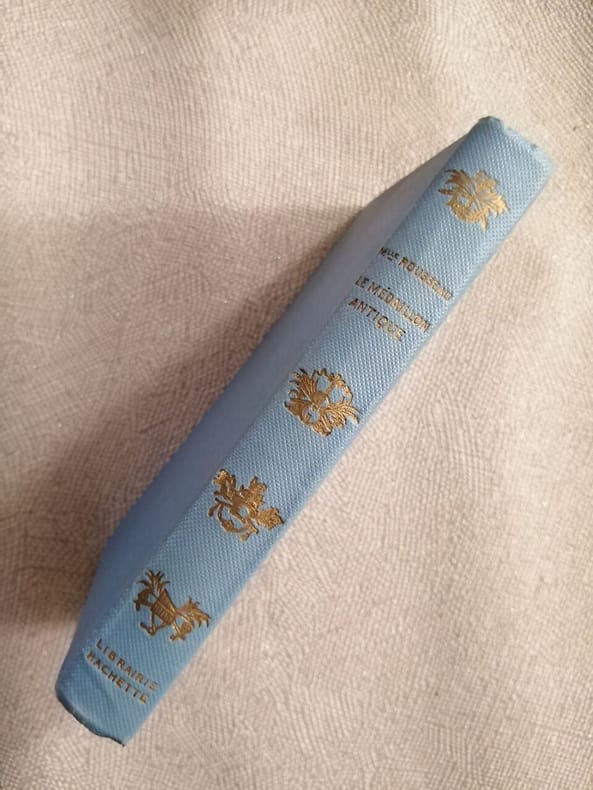 MLLE ROUSSEAU
LE MÉDAILLON
ANTIQUE
LIBRAIRIE
HACHETTE